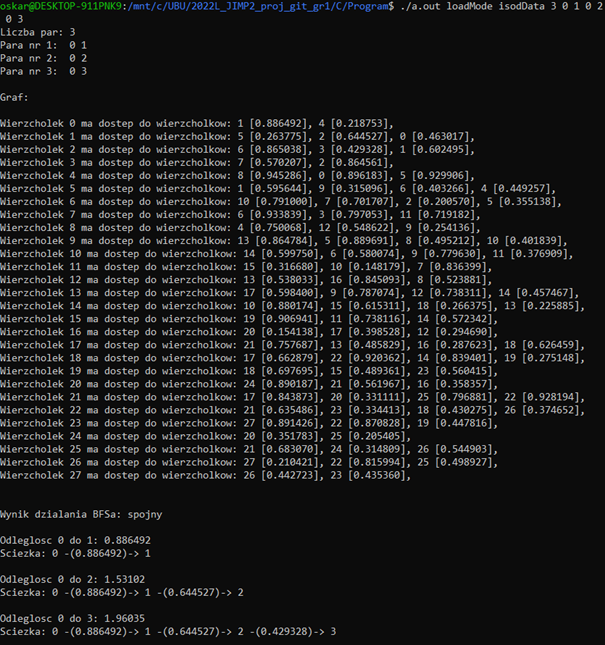 oskar@DESKTOP-911PNK9:/mnt/c/UBU/2022L_JIMP2_proj_git_gr1/C/Program$ ./a.out loadMode isodData 3 0 1 0 2
0 3
Liczba par: 3
Para nr 1:  0 1
Para nr 2:  0 2
Para nr 3:  0 3
Graf:
Wierzcholek 0 ma dostep do wierzcholkow: 1 [0.886492], 4 [0.218753],
Wierzcholek 1 ma dostep do wierzcholkow: 5 [0.263775], 2 [0.644527], 0 [0.463017],
Wierzcholek 2 ma dostep do wierzcholkow: 6 [0.865038], 3 [0.429328], 1 [0.602495],
Wierzcholek 3 ma dostep do wierzcholkow: 7 [0.570207], 2 [0.864561],
Wierzcholek 4 ma dostep do wierzcholkow: 8 [0.945286], 0 [0.896183], 5 [0.929906],
Wierzcholek 5 ma dostep do wierzcholkow: 1 [0.595644], 9 [0.315096], 6 [0.403266], 4 [0.449257],
Wierzcholek 6 ma dostep do wierzcholkow: 10 [0.791000], 7 [0.701707], 2 [0.200570], 5 [0.355138],
Wierzcholek 7 ma dostep do wierzcholkow: 6 [0.933839], 3 [0.797053], 11 [0.719182],
Wierzcholek 8 ma dostep do wierzcholkow: 4 [0.750068], 12 [0.548622], 9 [0.254136],
Wierzcholek 9 ma dostep do wierzcholkow: 13 [0.864784], 5 [0.889691], 8 [0.495212], 10 [0.401839],
Wierzcholek 10 ma dostep do wierzcholkow: 14 [0.599750], 6 [0.580074], 9 [0.779630], 11 [0.376909],
Wierzcholek 11 ma dostep do wierzcholkow: 15 [0.316680], 10 [0.148179], 7 [0.836399],
Wierzcholek 12 ma dostep do wierzcholkow: 13 [0.538033], 16 [0.845093], 8 [0.523881],
Wierzcholek 13 ma dostep do wierzcholkow: 17 [0.598400], 9 [0.787074], 12 [0.738311], 14 [0.457467],
Wierzcholek 14 ma dostep do wierzcholkow: 10 [0.880174], 15 [0.615311], 18 [0.266375], 13 [0.225885],
Wierzcholek 15 ma dostep do wierzcholkow: 19 [0.906941], 11 [0.738116], 14 [0.572342],
Wierzcholek 16 ma dostep do wierzcholkow: 20 [0.154138], 17 [0.398528], 12 [0.294690],
Wierzcholek 17 ma dostep do wierzcholkow: 21 [0.757687], 13 [0.485829], 16 [0.287623], 18 [0.626459],
Wierzcholek 18 ma dostep do wierzcholkow: 17 [0.662879], 22 [0.920362], 14 [0.839401], 19 [0.275148],
Wierzcholek 19 ma dostep do wierzcholkow: 18 [0.697695], 15 [0.489361], 23 [0.560415],
Wierzcholek 20 ma dostep do wierzcholkow: 24 [0.890187], 21 [0.561967], 16 [0.358357],
Wierzcholek 21 ma dostep do wierzcholkow: 17 [0.843873], 20 [0.331111], 25 [0.796881], 22 [0.928194],
Wierzcholek 22 ma dostep do wierzcholkow: 21 [0.635486], 23 [0.334413], 18 [0.430275], 26 [0.374652],
Wierzcholek 23 ma dostep do wierzcholkow: 27 [0.891426], 22 [0.870828], 19 [0.447816],
Wierzcholek 24 ma dostep do wierzcholkow: 20 [0.351783], 25 [0.205405],
Wierzcholek 25 ma dostep do wierzcholkow: 21 [0.683070], 24 [0.314809], 26 [0.544903],
Wierzcholek 26 ma dostep do wierzcholkow: 27 [0.210421], 22 [0.815994], 25 [0.498927],
Wierzcholek 27 ma dostep do wierzcholkow: 26 [0.442723], 23 [0.435360],
Wynik dzialania BFSa: spojny
Odleglosc 0 do 1: 0.886492
Sciezka: 0 -(0.886492)-> 1
Odleglosc 0 do 2: 1.53102
Sciezka: 0 -(0.886492)-> 1 -(0.644527)-> 2
Odleglosc 0 do 3: 1.96035
Sciezka: 0 -(0.886492)-> 1 -(0.644527)-> 2 -(0.429328)-> 3